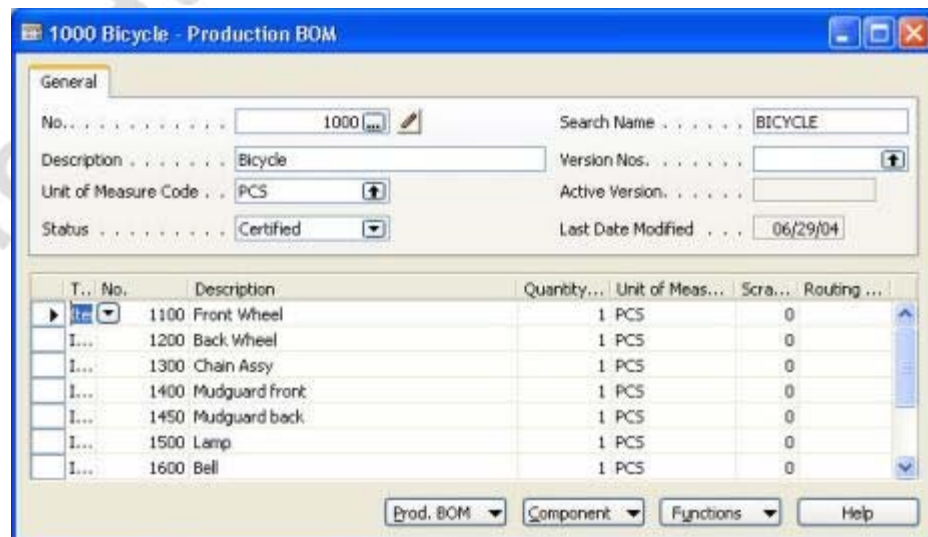 1000 Bicycle - Production BOM
General
No. . . . . . . . . . . . 1000 ... Search Name . . . . . . BICYCLE
Description . . . . . . . Bicycle Version Nos. . . . . . .
Unit of Measure Code . . PCS Active Version. . . . . .
Status . . . . . . . . . Certified Last Date Modified . . . 06/29/04
T.. No. Description Quantity... Unit of Meas... Scra... Routing ...
Ite 1100 Front Wheel 1 PCS 0
I... 1200 Back Wheel 1 PCS 0
I... 1300 Chain Assy 1 PCS 0
I... 1400 Mudguard front 1 PCS 0
I... 1450 Mudguard back 1 PCS 0
I... 1500 Lamp 1 PCS 0
I... 1600 Bell 1 PCS 0
Prod. BOM Component Functions Help